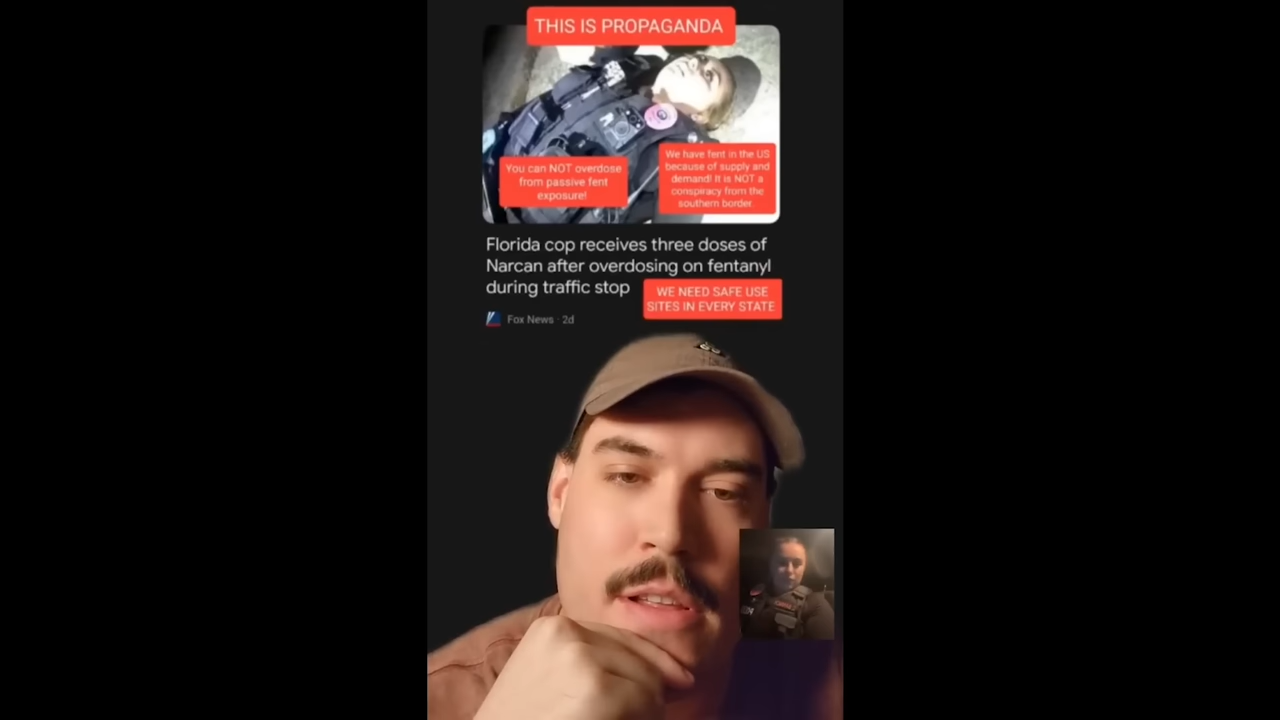 THIS IS PROPAGANDA
You can NOT overdose
from passive fent
exposure!
We have fent in the US
because of supply and
demand! It is NOT a
conspiracy from the
southern border.
Florida cop receives three doses of
Narcan after overdosing on fentanyl
during traffic stop
WE NEED SAFE USE
SITES IN EVERY STATE
Fox News · 2d